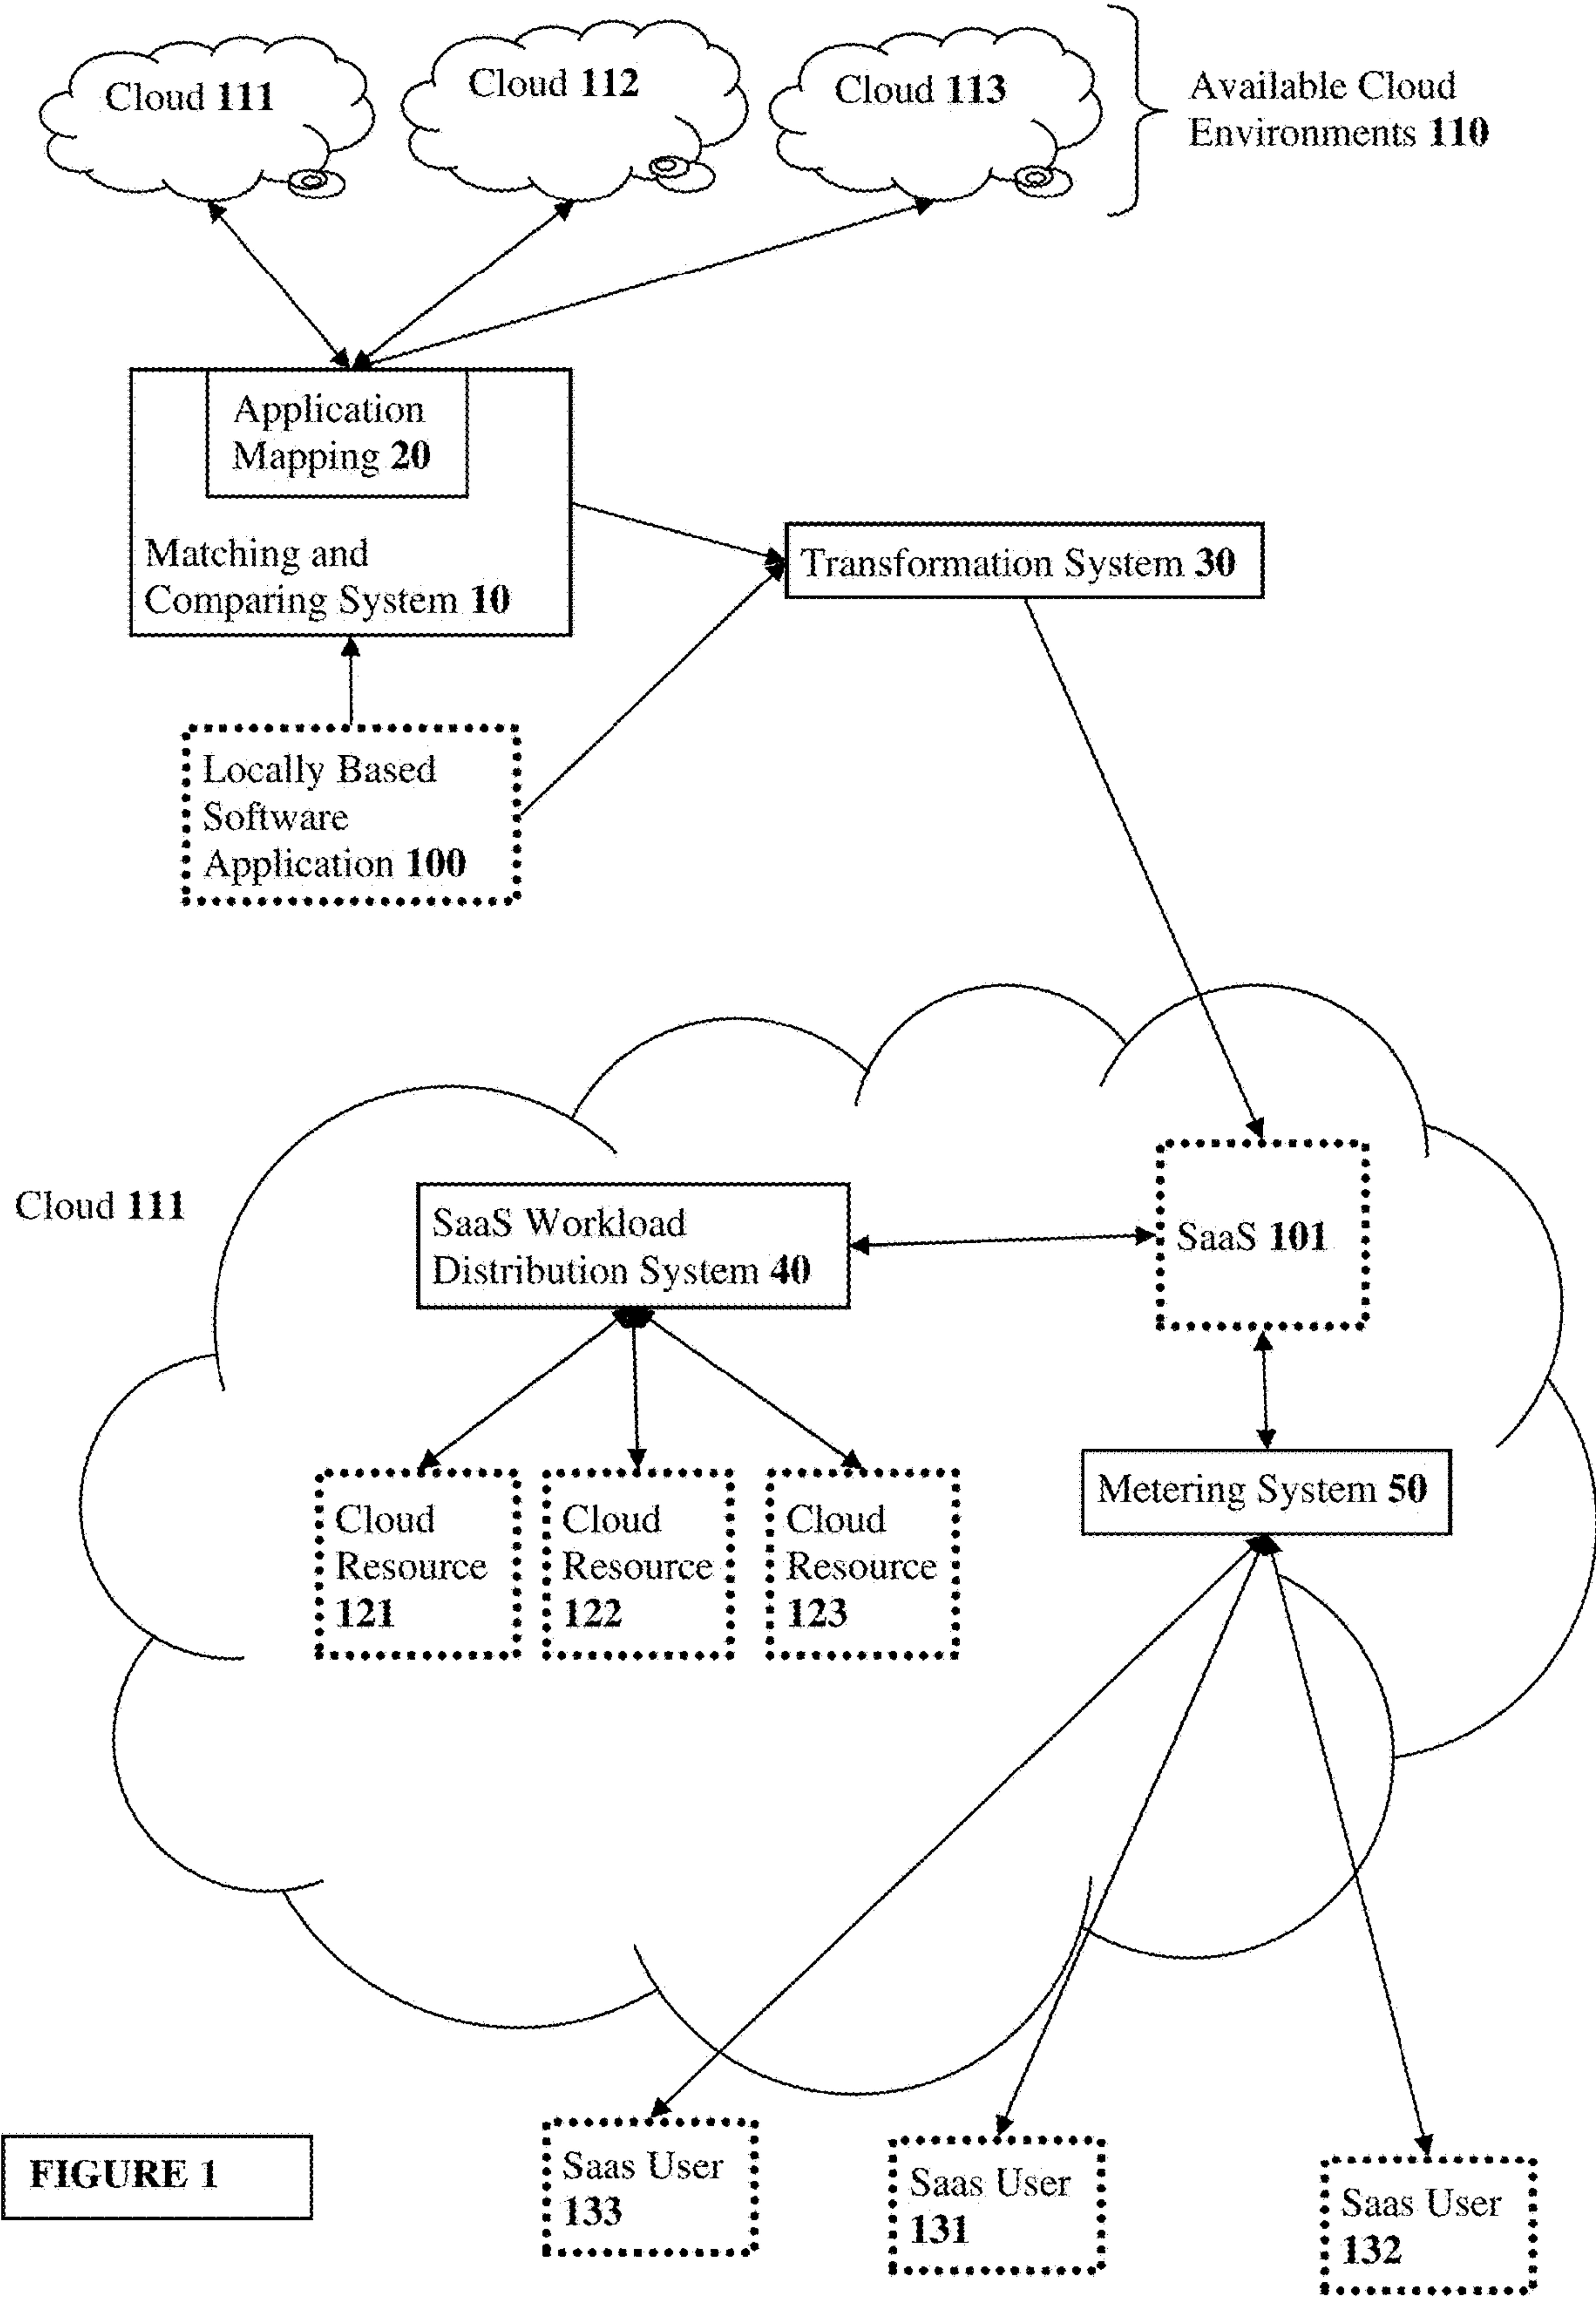 Cloud 111
Cloud 112
Cloud 113
Available Cloud
Environments 110
Application
Mapping 20
Matching and
Comparing System 10
Transformation System 30
Locally Based
Software
Application 100
Cloud 111
SaaS Workload
Distribution System 40
SaaS 101
Cloud
Resource
121
Cloud
Resource
122
Cloud
Resource
123
Metering System 50
FIGURE 1
Saas User
133
Saas User
131
Saas User
132